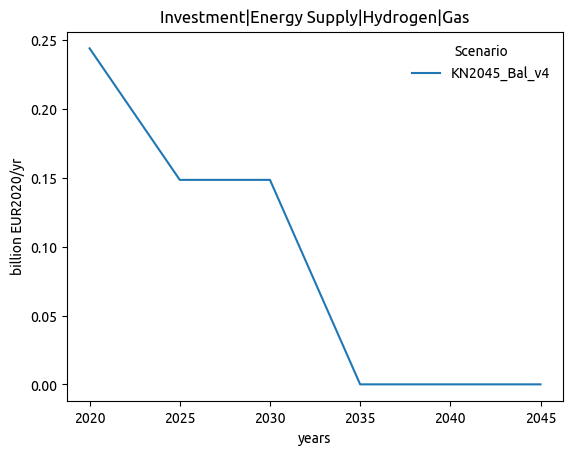 Investment|Energy Supply|Hydrogen|Gas
Scenario
KN2045_Bal_v4
billion EUR2020/yr
0.25
0.20
0.15
0.10
0.05
0.00
2020 2025 2030 2035 2040 2045
years